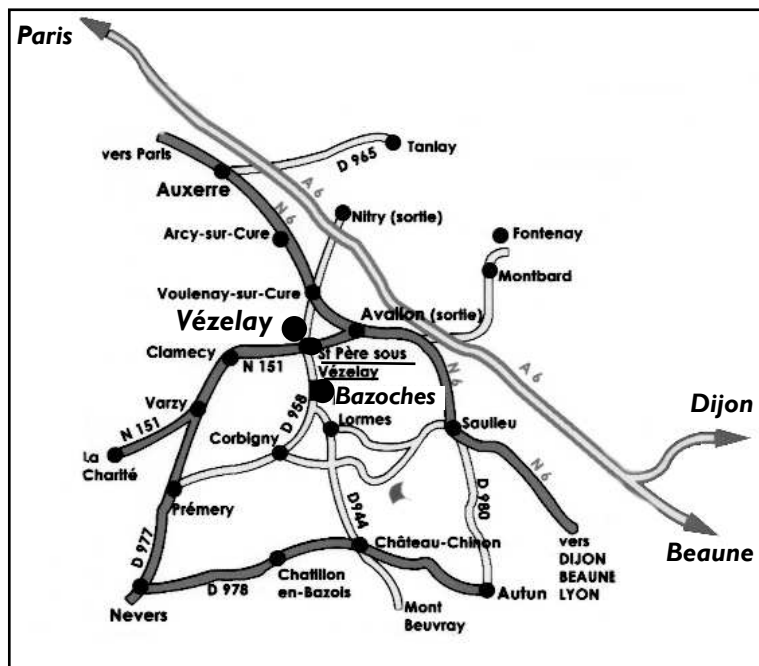 Paris
vers Paris
D 965
Tanlay
Auxerre
A 6
N 6
Nitry (sortie)
Arcy-sur-Cure
Fontenay
Montbard
Voutenay-sur-Cure
Avallon (sortie)
Vézelay
Clamecy
St Père sous
Vézelay
N 151
N 6
A 6
Bazoches
Varzy
D 958
Lormes
Dijon
N 151
Corbigny
Saulieu
La
Charité
N 6
Prémery
D 944
D 980
D 977
Château-Chinon
vers
DIJON
BEAUNE
LYON
Beaune
Chatillon
en-Bazois
D 978
Nevers
Autun
Mont
Beuvray